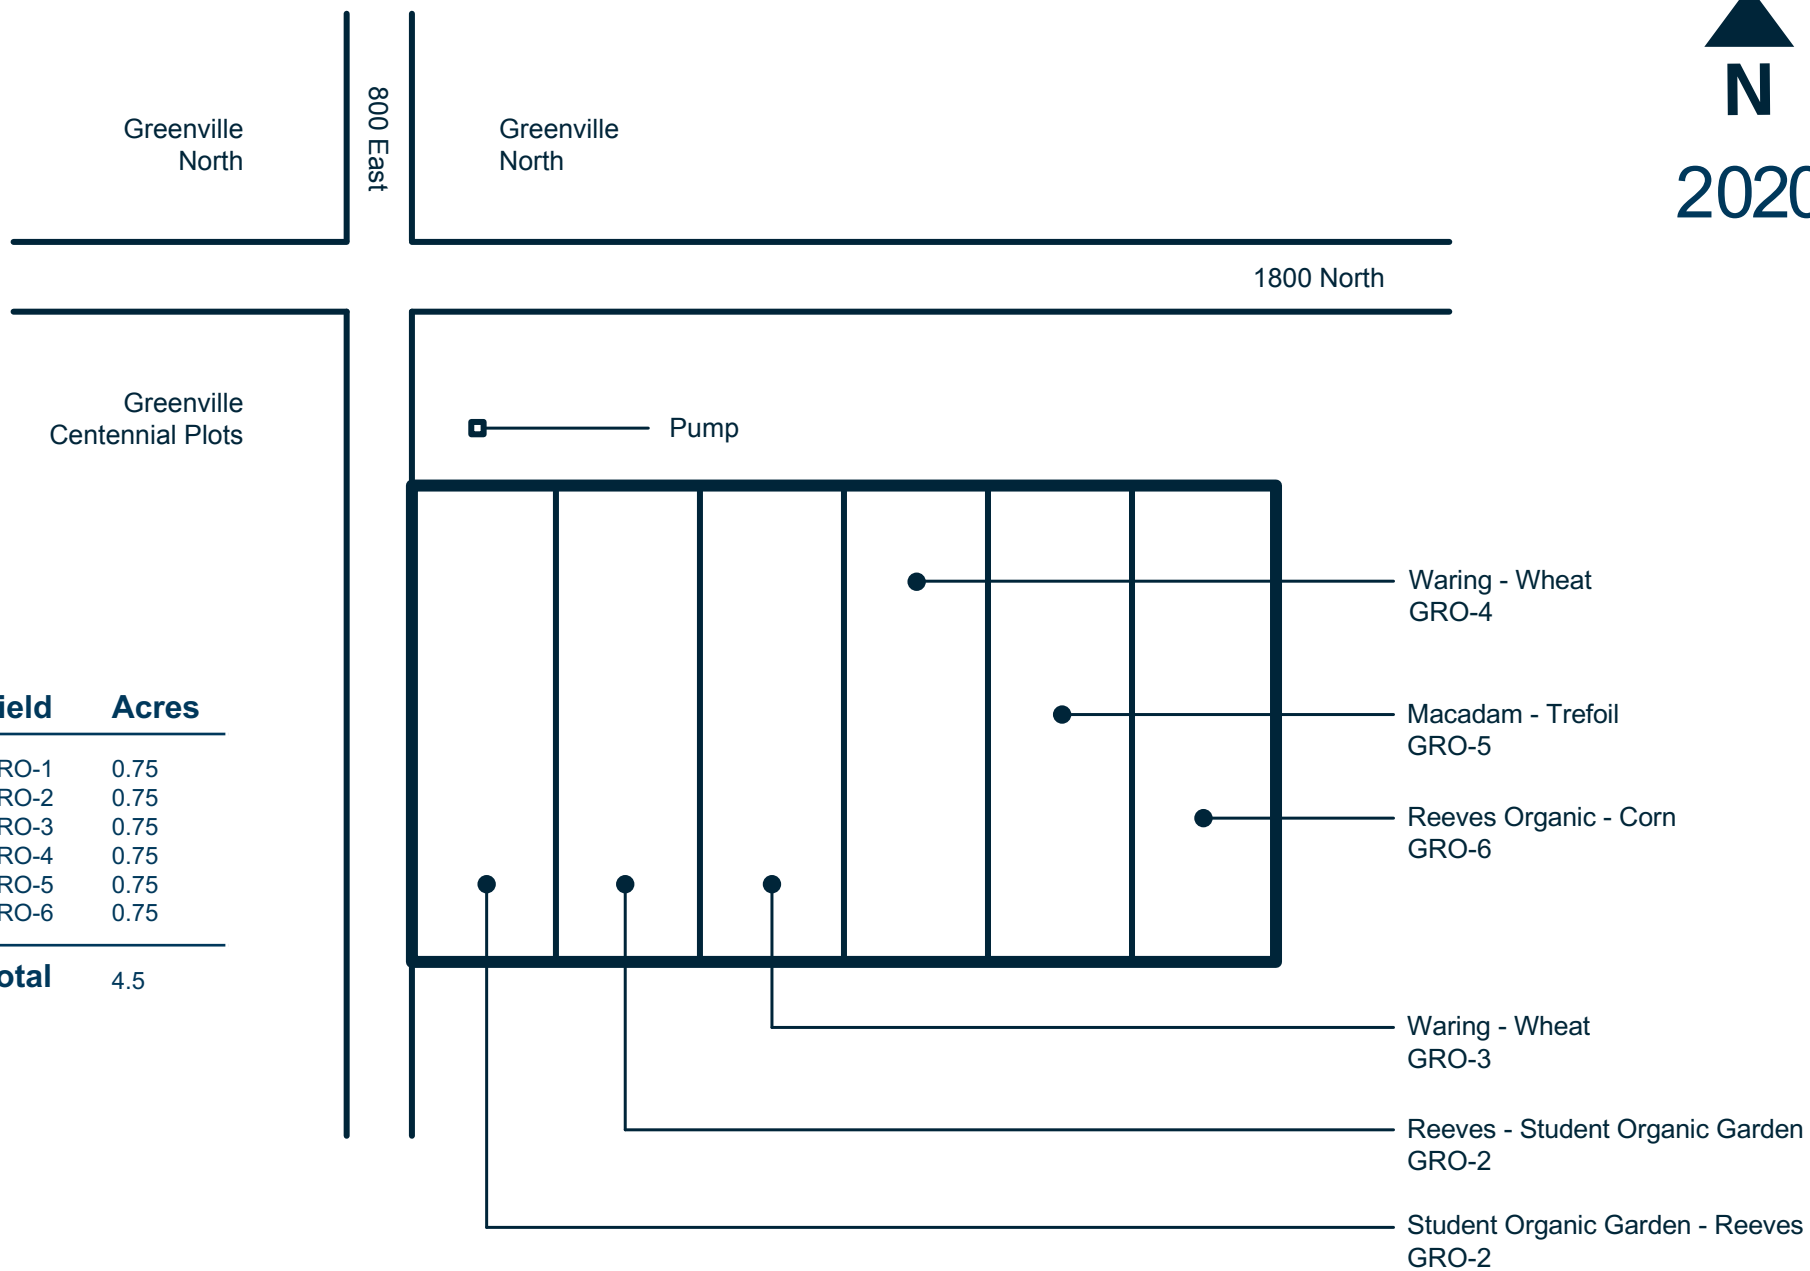 N
2020
Greenville
North
800 East
Greenville
North
1800 North
Greenville
Centennial Plots
Pump
Waring - Wheat
GRO-4
Macadam - Trefoil
GRO-5
Reeves Organic - Corn
GRO-6
ield Acres
RO-1 0.75
RO-2 0.75
RO-3 0.75
RO-4 0.75
RO-5 0.75
RO-6 0.75
otal 4.5
Waring - Wheat
GRO-3
Reeves - Student Organic Garden
GRO-2
Student Organic Garden - Reeves
GRO-2